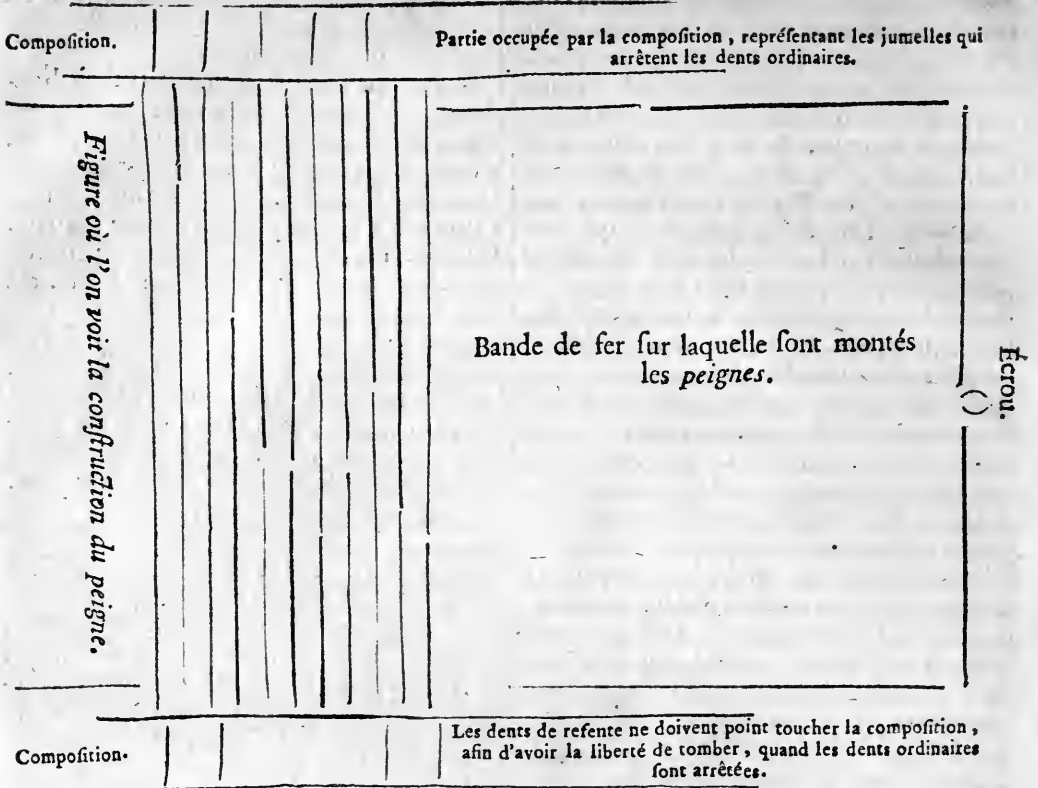 Compoſition.
Partie occupée par la compoſition , repréſentant les jumelles qui
arrêtent les dents ordinaires.
Figure où l'on voit la conſtruction du peigne.
Bande de fer ſur laquelle ſont montés
les peignes.
Écrou.
Compoſition.
Les dents de refente ne doivent point toucher la compoſition ,
afin d'avoir la liberté de tomber , quand les dents ordinaires
ſont arrêtées.